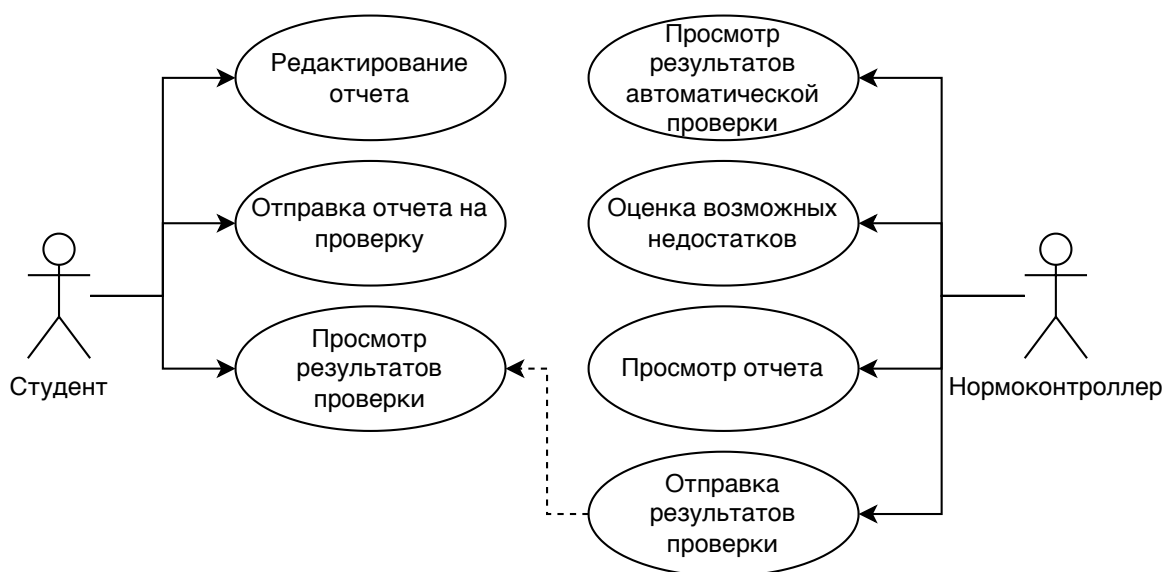 Редактирование
отчета
Просмотр
результатов
автоматической
проверки
Отправка отчета на
проверку
Оценка возможных
недостатков
Студент
Просмотр
результатов
проверки
Просмотр отчета
Нормоконтроллер
Отправка
результатов
проверки